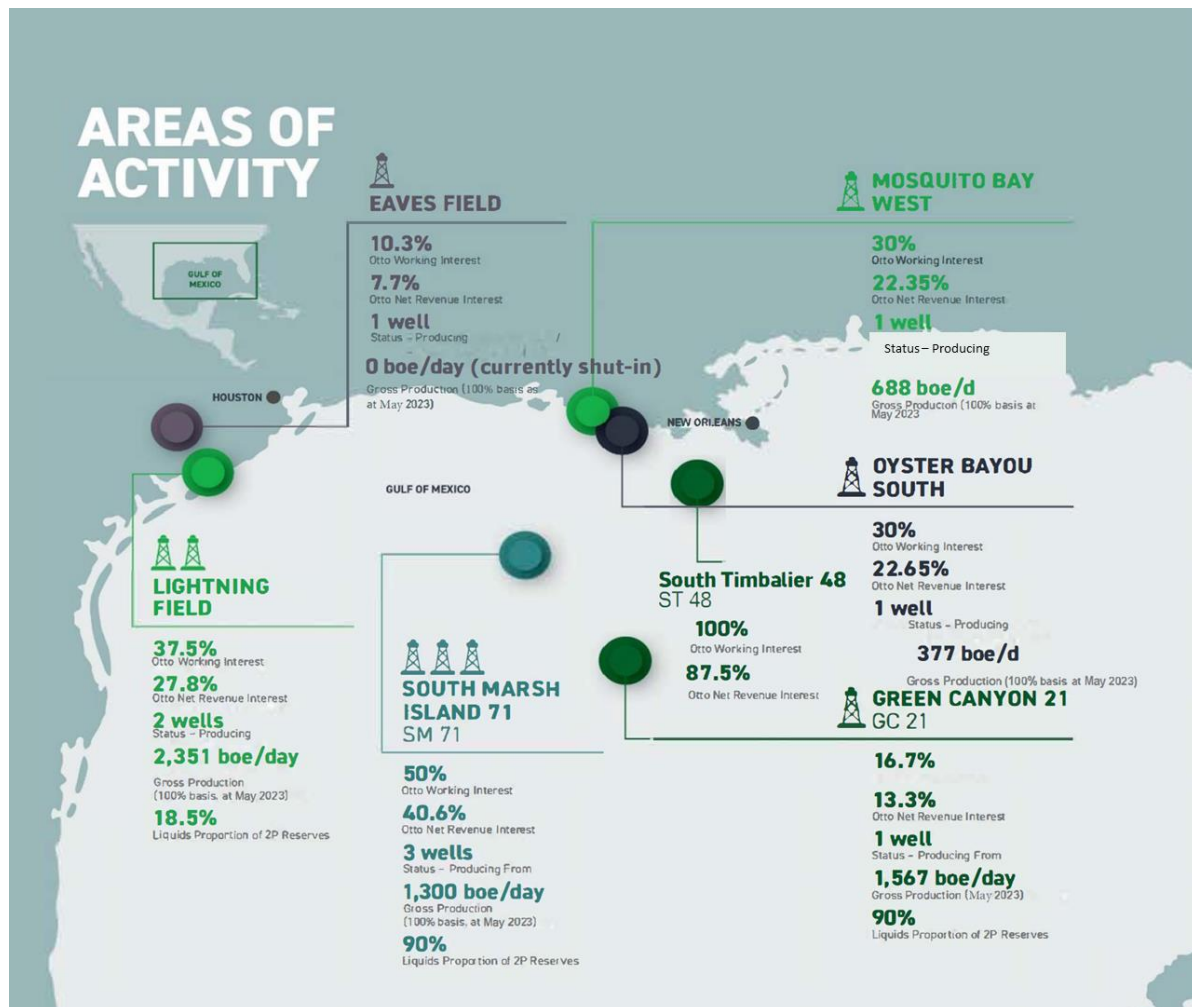 AREAS OF
ACTIVITY
GULF OF
MEXICO
EAVES FIELD
10.3%
Otto Working Interest
7.7%
Otto Net Revenue Interest
1 well
Status – Producing
/
0 boe/day (currently shut-in)
Gross Production (100% basis as
at May 2023)
MOSQUITO BAY
WEST
30%
Otto Working Interest
22.35%
Otto Net Revenue Interest
1 well
Status – Producing
688 boe/d
Gross Production (100% basis at
May 2023
HOUSTON
NEW ORLEANS
GULF OF MEXICO
OYSTER BAYOU
SOUTH
30%
Otto Working Interest
22.65%
Otto Net Revenue Interest
1 well
Status – Producing
377 boe/d
Gross Production (100% basis at May 2023)
LIGHTNING
FIELD
37.5%
Otto Working Interest
27.8%
Otto Net Revenue Interest
2 wells
Status – Producing
2,351 boe/day
Gross Production
(100% basis, at May 2023)
18.5%
Liquids Proportion of 2P Reserves
SOUTH MARSH
ISLAND 71
SM 71
50%
Otto Working Interest
40.6%
Otto Net Revenue Interest
3 wells
Status – Producing From
1,300 boe/day
Gross Production
(100% basis, at May 2023)
90%
Liquids Proportion of 2P Reserves
South Timbalier 48
ST 48
100%
Otto Working Interest
87.5%
Otto Net Revenue Interest
GREEN CANYON 21
GC 21
16.7%
13.3%
Otto Net Revenue Interest
1 well
Status – Producing From
1,567 boe/day
Gross Production (May 2023)
90%
Liquids Proportion of 2P Reserves